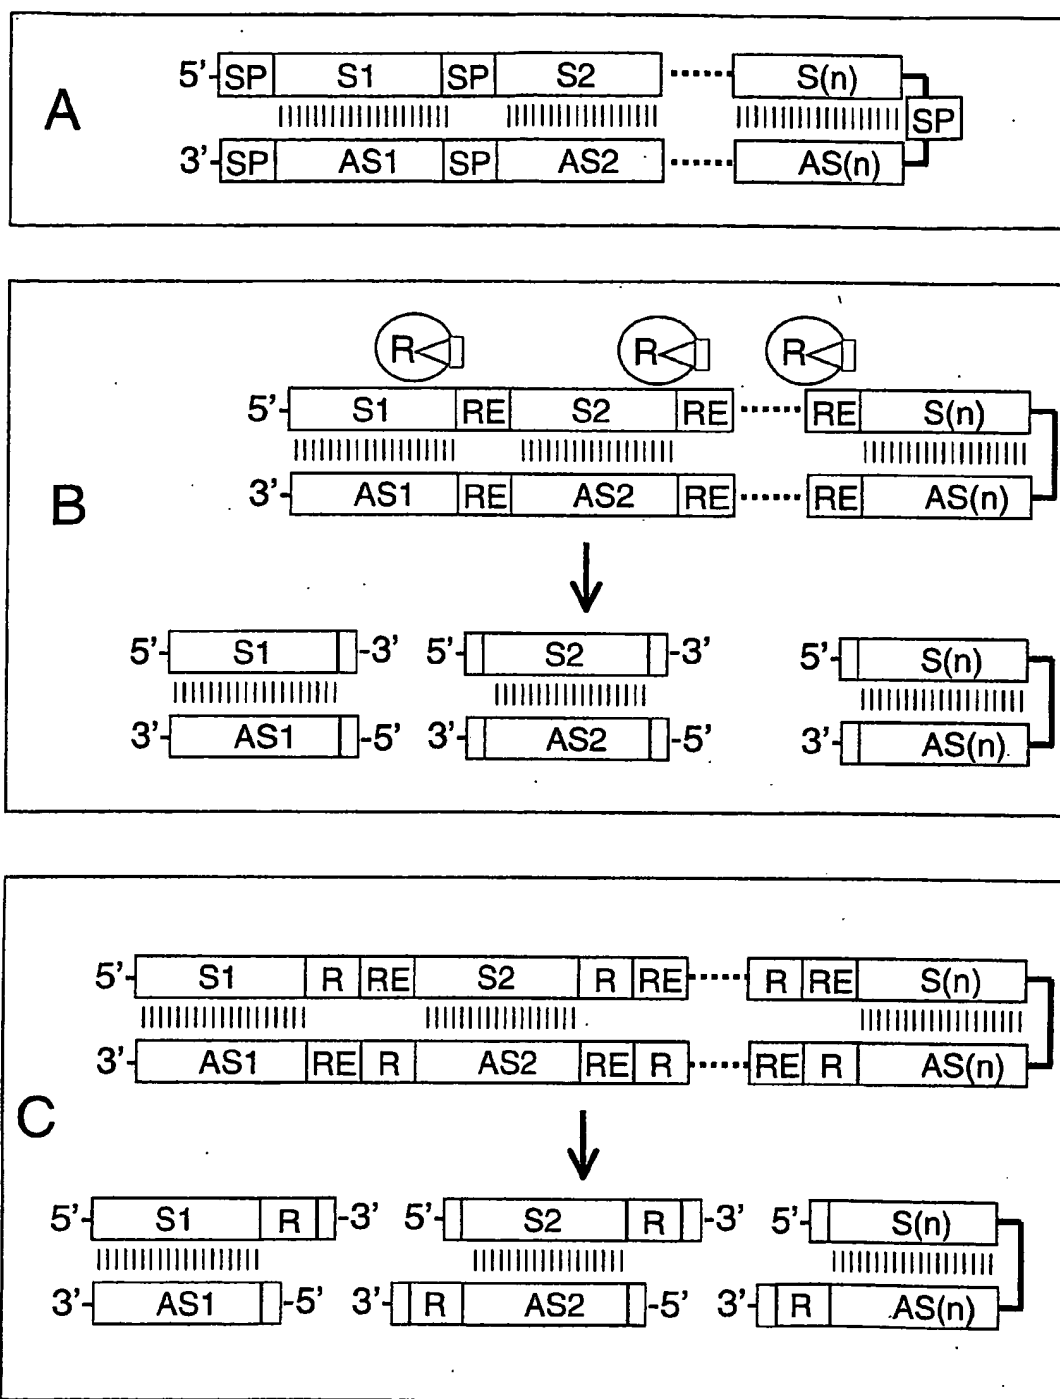 A
5'- SP S1 SP S2 S(n)
SP
3'- SP AS1 SP AS2 AS(n)
B
R R R
5'- S1 RE S2 RE RE S(n)
3'- AS1 RE AS2 RE RE AS(n)
5'- S1 -3' 5'- S2 -3' 5'- S(n)
3'- AS1 -5' 3'- AS2 -5' 3'- AS(n)
C
5'- S1 R RE S2 R RE R RE S(n)
3'- AS1 RE R AS2 RE R RE R AS(n)
5'- S1 R -3' 5'- S2 R -3' 5'- S(n)
3'- AS1 -5' 3'- R AS2 -5' 3'- R AS(n)